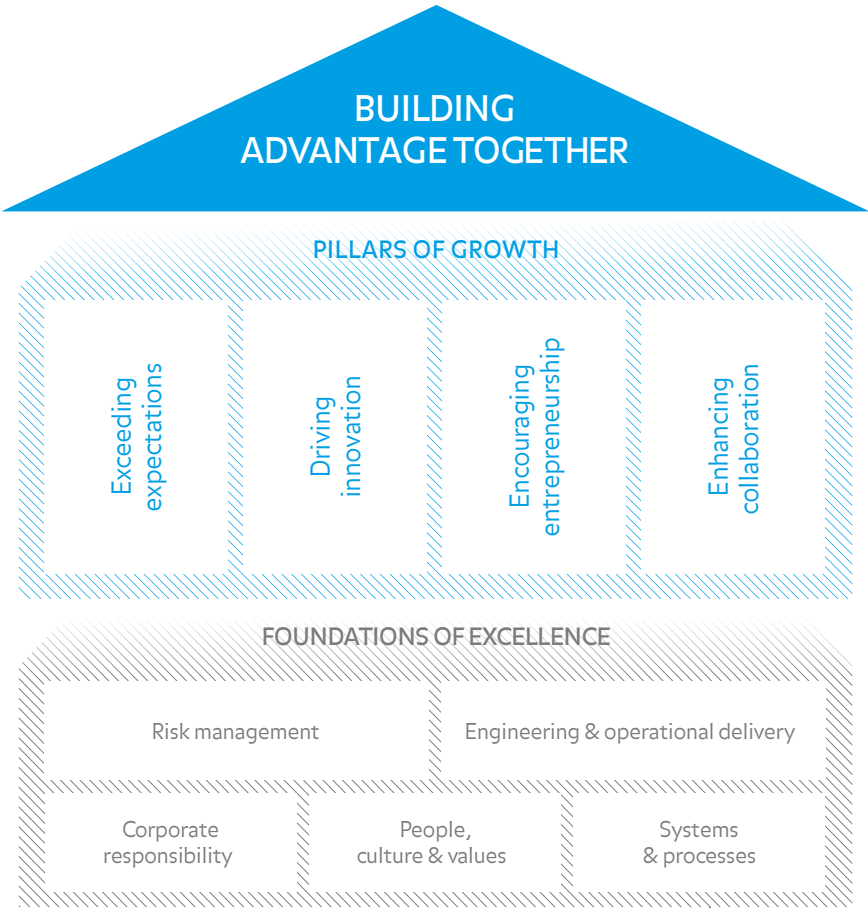 BUILDING
ADVANTAGE TOGETHER
PILLARS OF GROWTH
Exceeding
expectations
Driving
innovation
Encouraging
entrepreneurship
Enhancing
collaboration
FOUNDATIONS OF EXCELLENCE
Risk management
Engineering & operational delivery
Corporate
responsibility
People,
culture & values
Systems
& processes